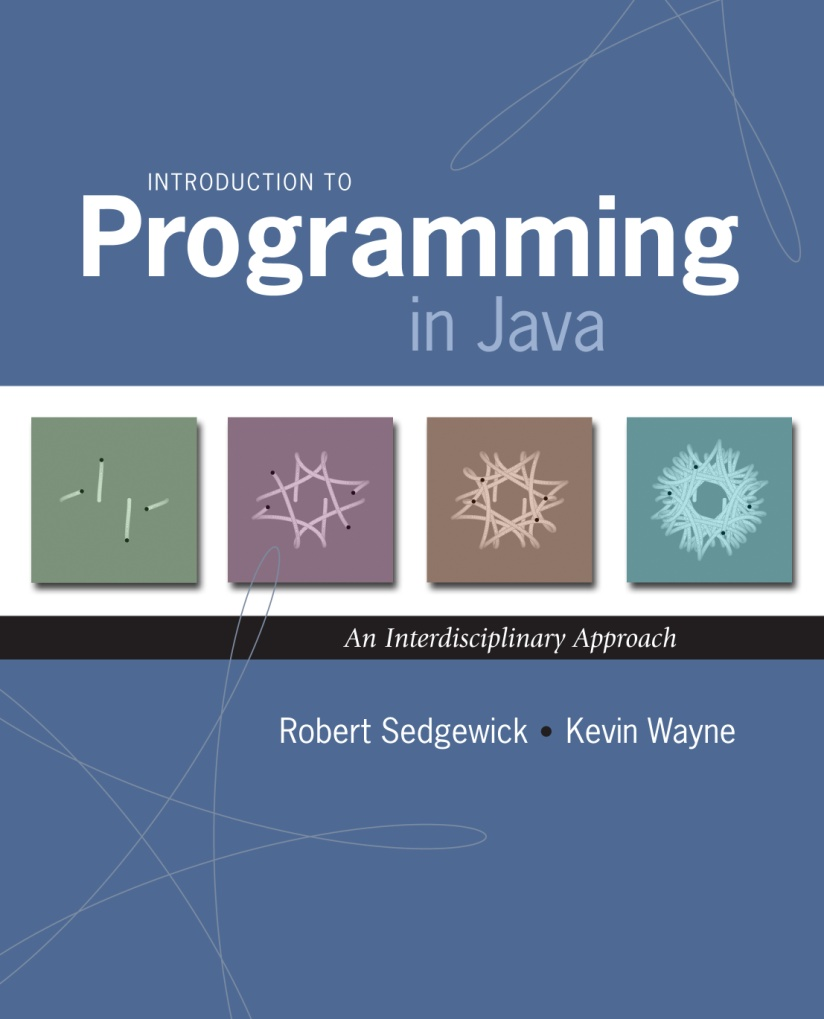 INTRODUCTION TO
Programming
in Java
An Interdisciplinary Approach
Robert Sedgewick • Kevin Wayne